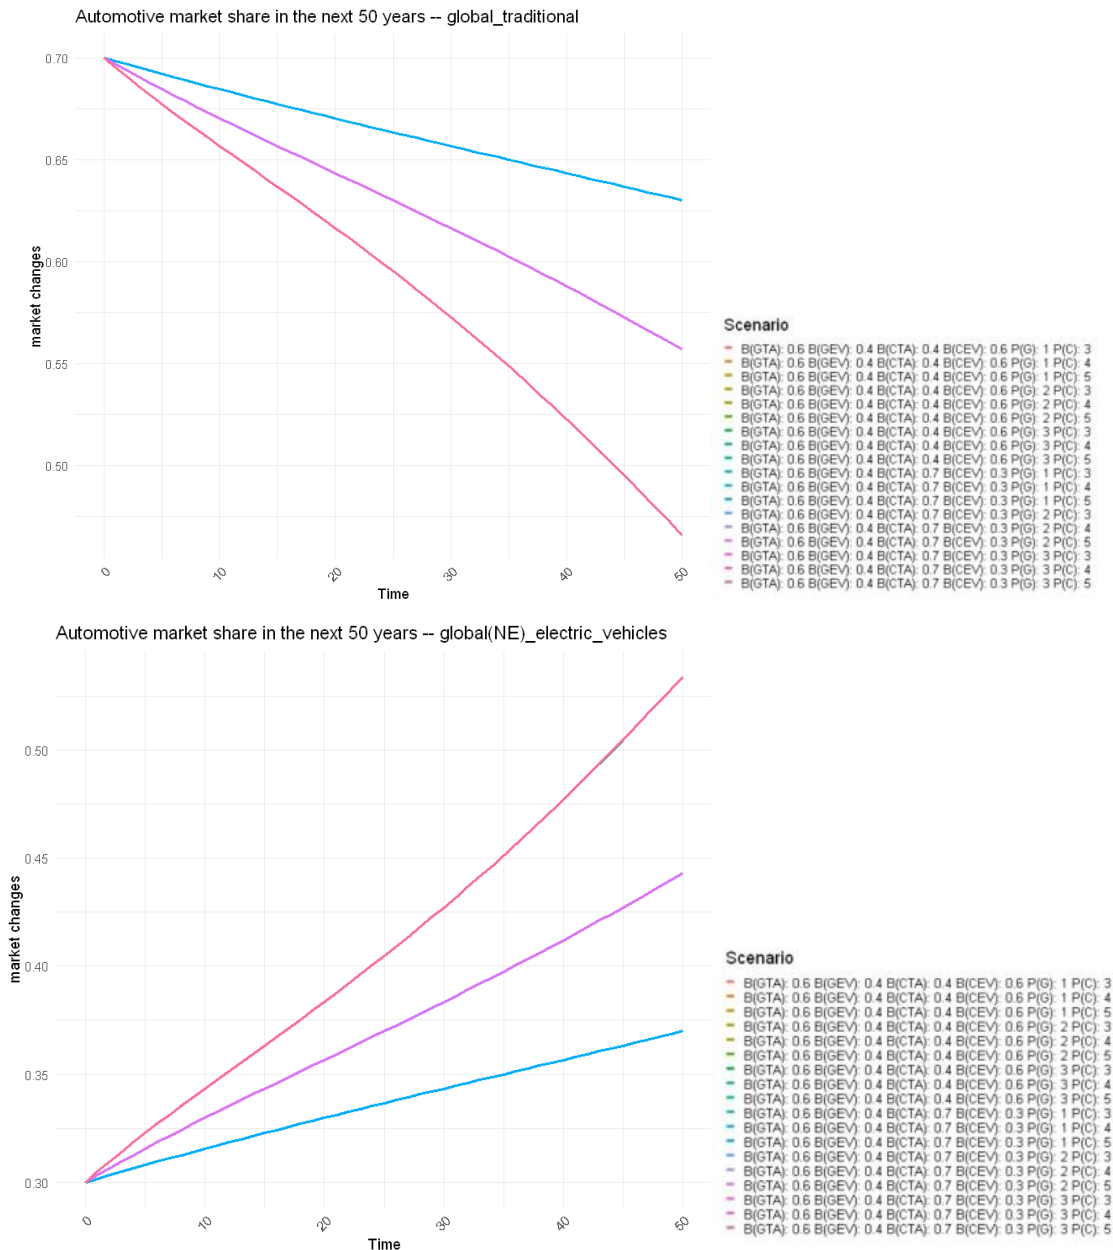 Automotive market share in the next 50 years -- global_traditional
0.70
0.65
0.60
0.55
0.50
market changes
0
10
20
30
40
50
Time
Scenario
B(GTA): 0.6 B(GEV): 0.4 B(CTA): 0.4 B(CEV): 0.6 P(G): 1 P(C): 3
B(GTA): 0.6 B(GEV): 0.4 B(CTA): 0.4 B(CEV): 0.6 P(G): 1 P(C): 4
B(GTA): 0.6 B(GEV): 0.4 B(CTA): 0.4 B(CEV): 0.6 P(G): 1 P(C): 5
B(GTA): 0.6 B(GEV): 0.4 B(CTA): 0.4 B(CEV): 0.6 P(G): 2 P(C): 3
B(GTA): 0.6 B(GEV): 0.4 B(CTA): 0.4 B(CEV): 0.6 P(G): 2 P(C): 4
B(GTA): 0.6 B(GEV): 0.4 B(CTA): 0.4 B(CEV): 0.6 P(G): 2 P(C): 5
B(GTA): 0.6 B(GEV): 0.4 B(CTA): 0.4 B(CEV): 0.6 P(G): 3 P(C): 3
B(GTA): 0.6 B(GEV): 0.4 B(CTA): 0.4 B(CEV): 0.6 P(G): 3 P(C): 4
B(GTA): 0.6 B(GEV): 0.4 B(CTA): 0.4 B(CEV): 0.6 P(G): 3 P(C): 5
B(GTA): 0.6 B(GEV): 0.4 B(CTA): 0.7 B(CEV): 0.3 P(G): 1 P(C): 3
B(GTA): 0.6 B(GEV): 0.4 B(CTA): 0.7 B(CEV): 0.3 P(G): 1 P(C): 4
B(GTA): 0.6 B(GEV): 0.4 B(CTA): 0.7 B(CEV): 0.3 P(G): 1 P(C): 5
B(GTA): 0.6 B(GEV): 0.4 B(CTA): 0.7 B(CEV): 0.3 P(G): 2 P(C): 3
B(GTA): 0.6 B(GEV): 0.4 B(CTA): 0.7 B(CEV): 0.3 P(G): 2 P(C): 4
B(GTA): 0.6 B(GEV): 0.4 B(CTA): 0.7 B(CEV): 0.3 P(G): 2 P(C): 5
B(GTA): 0.6 B(GEV): 0.4 B(CTA): 0.7 B(CEV): 0.3 P(G): 3 P(C): 3
B(GTA): 0.6 B(GEV): 0.4 B(CTA): 0.7 B(CEV): 0.3 P(G): 3 P(C): 4
B(GTA): 0.6 B(GEV): 0.4 B(CTA): 0.7 B(CEV): 0.3 P(G): 3 P(C): 5
Automotive market share in the next 50 years -- global(NE)_electric_vehicles
0.50
0.45
0.40
0.35
0.30
market changes
0
10
20
30
40
50
Time
Scenario
B(GTA): 0.6 B(GEV): 0.4 B(CTA): 0.4 B(CEV): 0.6 P(G): 1 P(C): 3
B(GTA): 0.6 B(GEV): 0.4 B(CTA): 0.4 B(CEV): 0.6 P(G): 1 P(C): 4
B(GTA): 0.6 B(GEV): 0.4 B(CTA): 0.4 B(CEV): 0.6 P(G): 1 P(C): 5
B(GTA): 0.6 B(GEV): 0.4 B(CTA): 0.4 B(CEV): 0.6 P(G): 2 P(C): 3
B(GTA): 0.6 B(GEV): 0.4 B(CTA): 0.4 B(CEV): 0.6 P(G): 2 P(C): 4
B(GTA): 0.6 B(GEV): 0.4 B(CTA): 0.4 B(CEV): 0.6 P(G): 2 P(C): 5
B(GTA): 0.6 B(GEV): 0.4 B(CTA): 0.4 B(CEV): 0.6 P(G): 3 P(C): 3
B(GTA): 0.6 B(GEV): 0.4 B(CTA): 0.4 B(CEV): 0.6 P(G): 3 P(C): 4
B(GTA): 0.6 B(GEV): 0.4 B(CTA): 0.4 B(CEV): 0.6 P(G): 3 P(C): 5
B(GTA): 0.6 B(GEV): 0.4 B(CTA): 0.7 B(CEV): 0.3 P(G): 1 P(C): 3
B(GTA): 0.6 B(GEV): 0.4 B(CTA): 0.7 B(CEV): 0.3 P(G): 1 P(C): 4
B(GTA): 0.6 B(GEV): 0.4 B(CTA): 0.7 B(CEV): 0.3 P(G): 1 P(C): 5
B(GTA): 0.6 B(GEV): 0.4 B(CTA): 0.7 B(CEV): 0.3 P(G): 2 P(C): 3
B(GTA): 0.6 B(GEV): 0.4 B(CTA): 0.7 B(CEV): 0.3 P(G): 2 P(C): 4
B(GTA): 0.6 B(GEV): 0.4 B(CTA): 0.7 B(CEV): 0.3 P(G): 2 P(C): 5
B(GTA): 0.6 B(GEV): 0.4 B(CTA): 0.7 B(CEV): 0.3 P(G): 3 P(C): 3
B(GTA): 0.6 B(GEV): 0.4 B(CTA): 0.7 B(CEV): 0.3 P(G): 3 P(C): 4
B(GTA): 0.6 B(GEV): 0.4 B(CTA): 0.7 B(CEV): 0.3 P(G): 3 P(C): 5